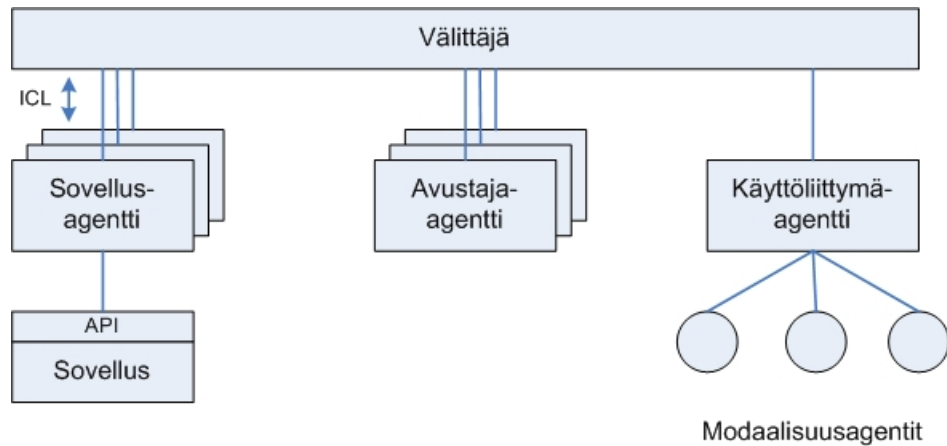 Välittäjä
ICL
Sovellus-
agentti
Avustaja-
agentti
Käyttöliittymä-
agentti
API
Sovellus
Modaalisuusagentit